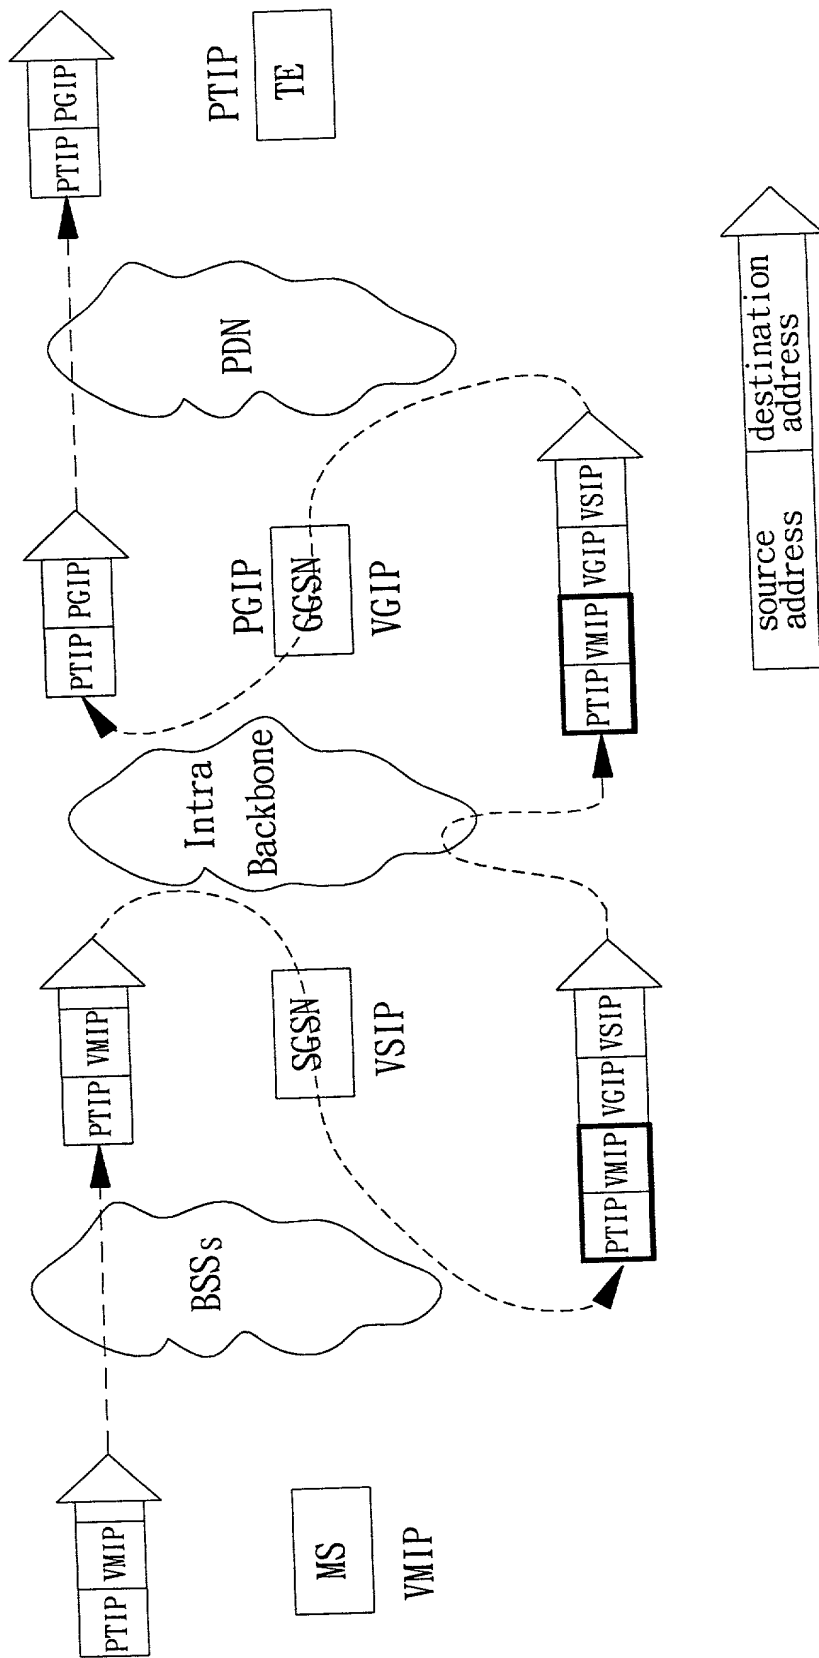 PTIP VMIP
PTIP VMIP
PTIP PGIP
PTIP PGIP
BSSs
Intra
Backbone
PDN
PGIP
PTIP
MS
SGSN
GGSN
TE
VMIP
VSIP
VGIP
PTIP VMIP VGIP VSIP
PTIP VMIP VGIP VSIP
source
address
destination
address